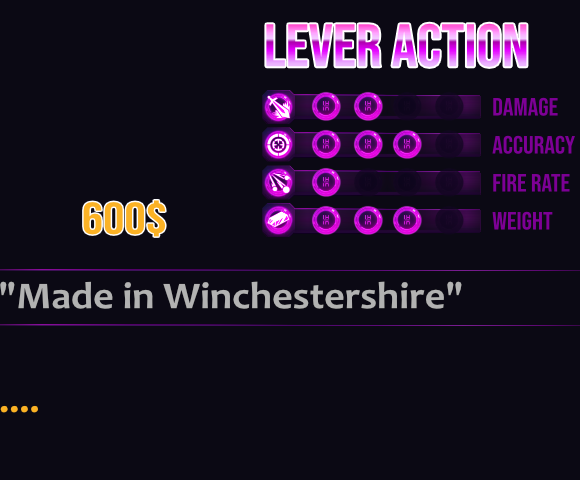 LEVER ACTION
DAMAGE
ACCURACY
FIRE RATE
600$
WEIGHT
"Made in Winchestershire"
....